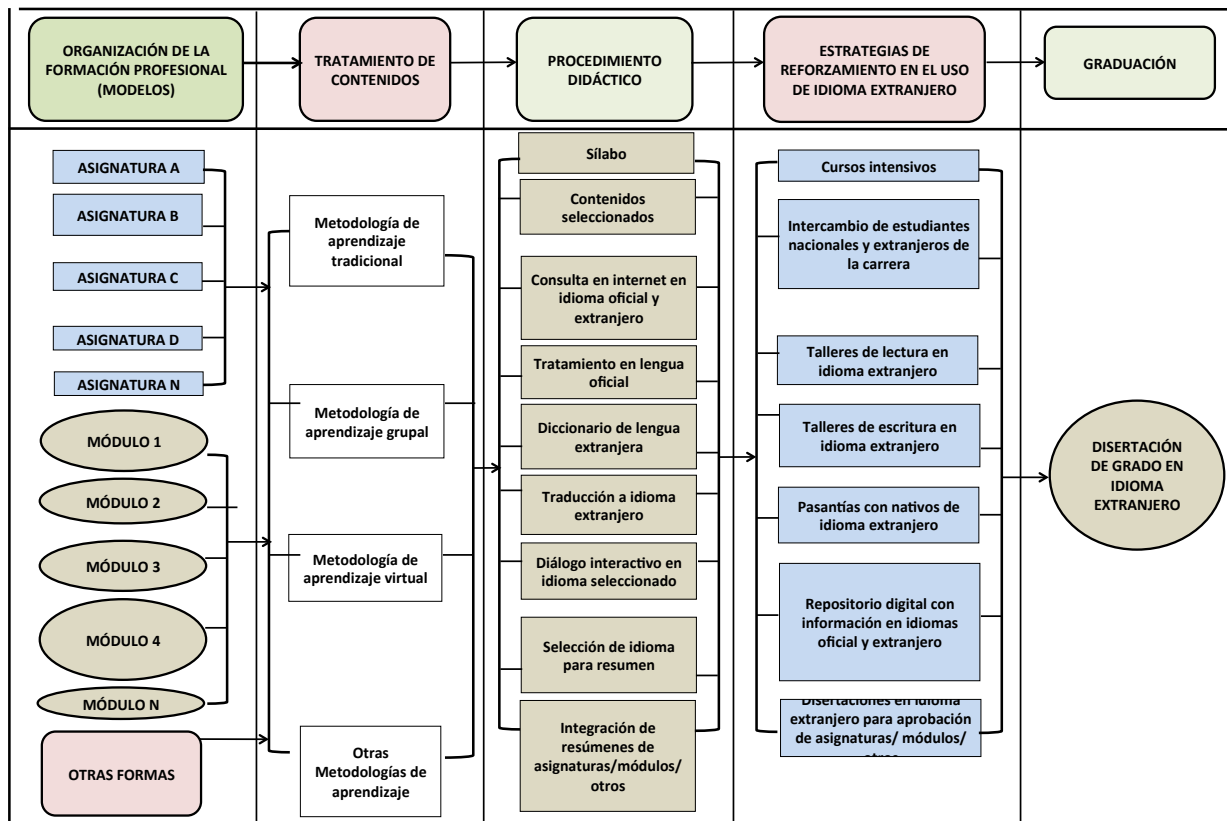 ORGANIZACIÓN DE LA
FORMACIÓN PROFESIONAL
(MODELOS)
TRATAMIENTO DE
CONTENIDOS
PROCEDIMIENTO
DIDÁCTICO
ESTRATEGIAS DE
REFORZAMIENTO EN EL USO
DE IDIOMA EXTRANJERO
GRADUACIÓN
ASIGNATURA A
ASIGNATURA B
ASIGNATURA C
ASIGNATURA D
ASIGNATURA N
MÓDULO 1
MÓDULO 2
MÓDULO 3
MÓDULO 4
MÓDULO N
OTRAS FORMAS
Metodología de
aprendizaje
tradicional
Metodología de
aprendizaje grupal
Metodología de
aprendizaje virtual
Otras
Metodologías de
aprendizaje
Sílabo
Contenidos
seleccionados
Consulta en internet en
idioma oficial y
extranjero
Tratamiento en lengua
oficial
Diccionario de lengua
extranjera
Traducción a idioma
extranjero
Diálogo interactivo en
idioma seleccionado
Selección de idioma
para resumen
Integración de
resúmenes de
asignaturas/módulos/
otros
Cursos intensivos
Intercambio de estudiantes
nacionales y extranjeros de
la carrera
Talleres de lectura en
idioma extranjero
Talleres de escritura en
idioma extranjero
Pasantías con nativos de
idioma extranjero
Repositorio digital con
información en idiomas
oficial y extranjero
Disertaciones en idioma
extranjero para aprobación
de asignaturas/ módulos/
otros
DISERTACIÓN
DE GRADO EN
IDIOMA
EXTRANJERO